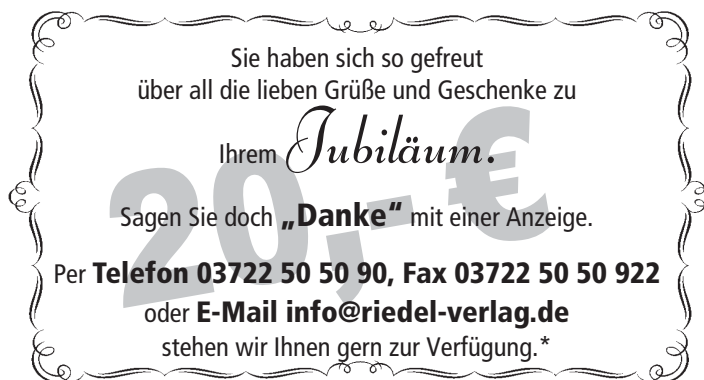 Sie haben sich so gefreut
über all die lieben Grüße und Geschenke zu
Ihrem Jubiläum.
20,- €
Sagen Sie doch „Danke“ mit einer Anzeige.
Per Telefon 03722 50 50 90, Fax 03722 50 50 922
oder E-Mail info@riedel-verlag.de
stehen wir Ihnen gern zur Verfügung.*